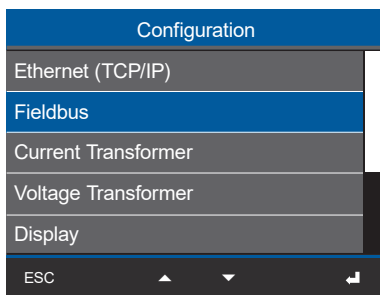 Configuration
Ethernet (TCP/IP)
Fieldbus
Current Transformer
Voltage Transformer
Display
ESC